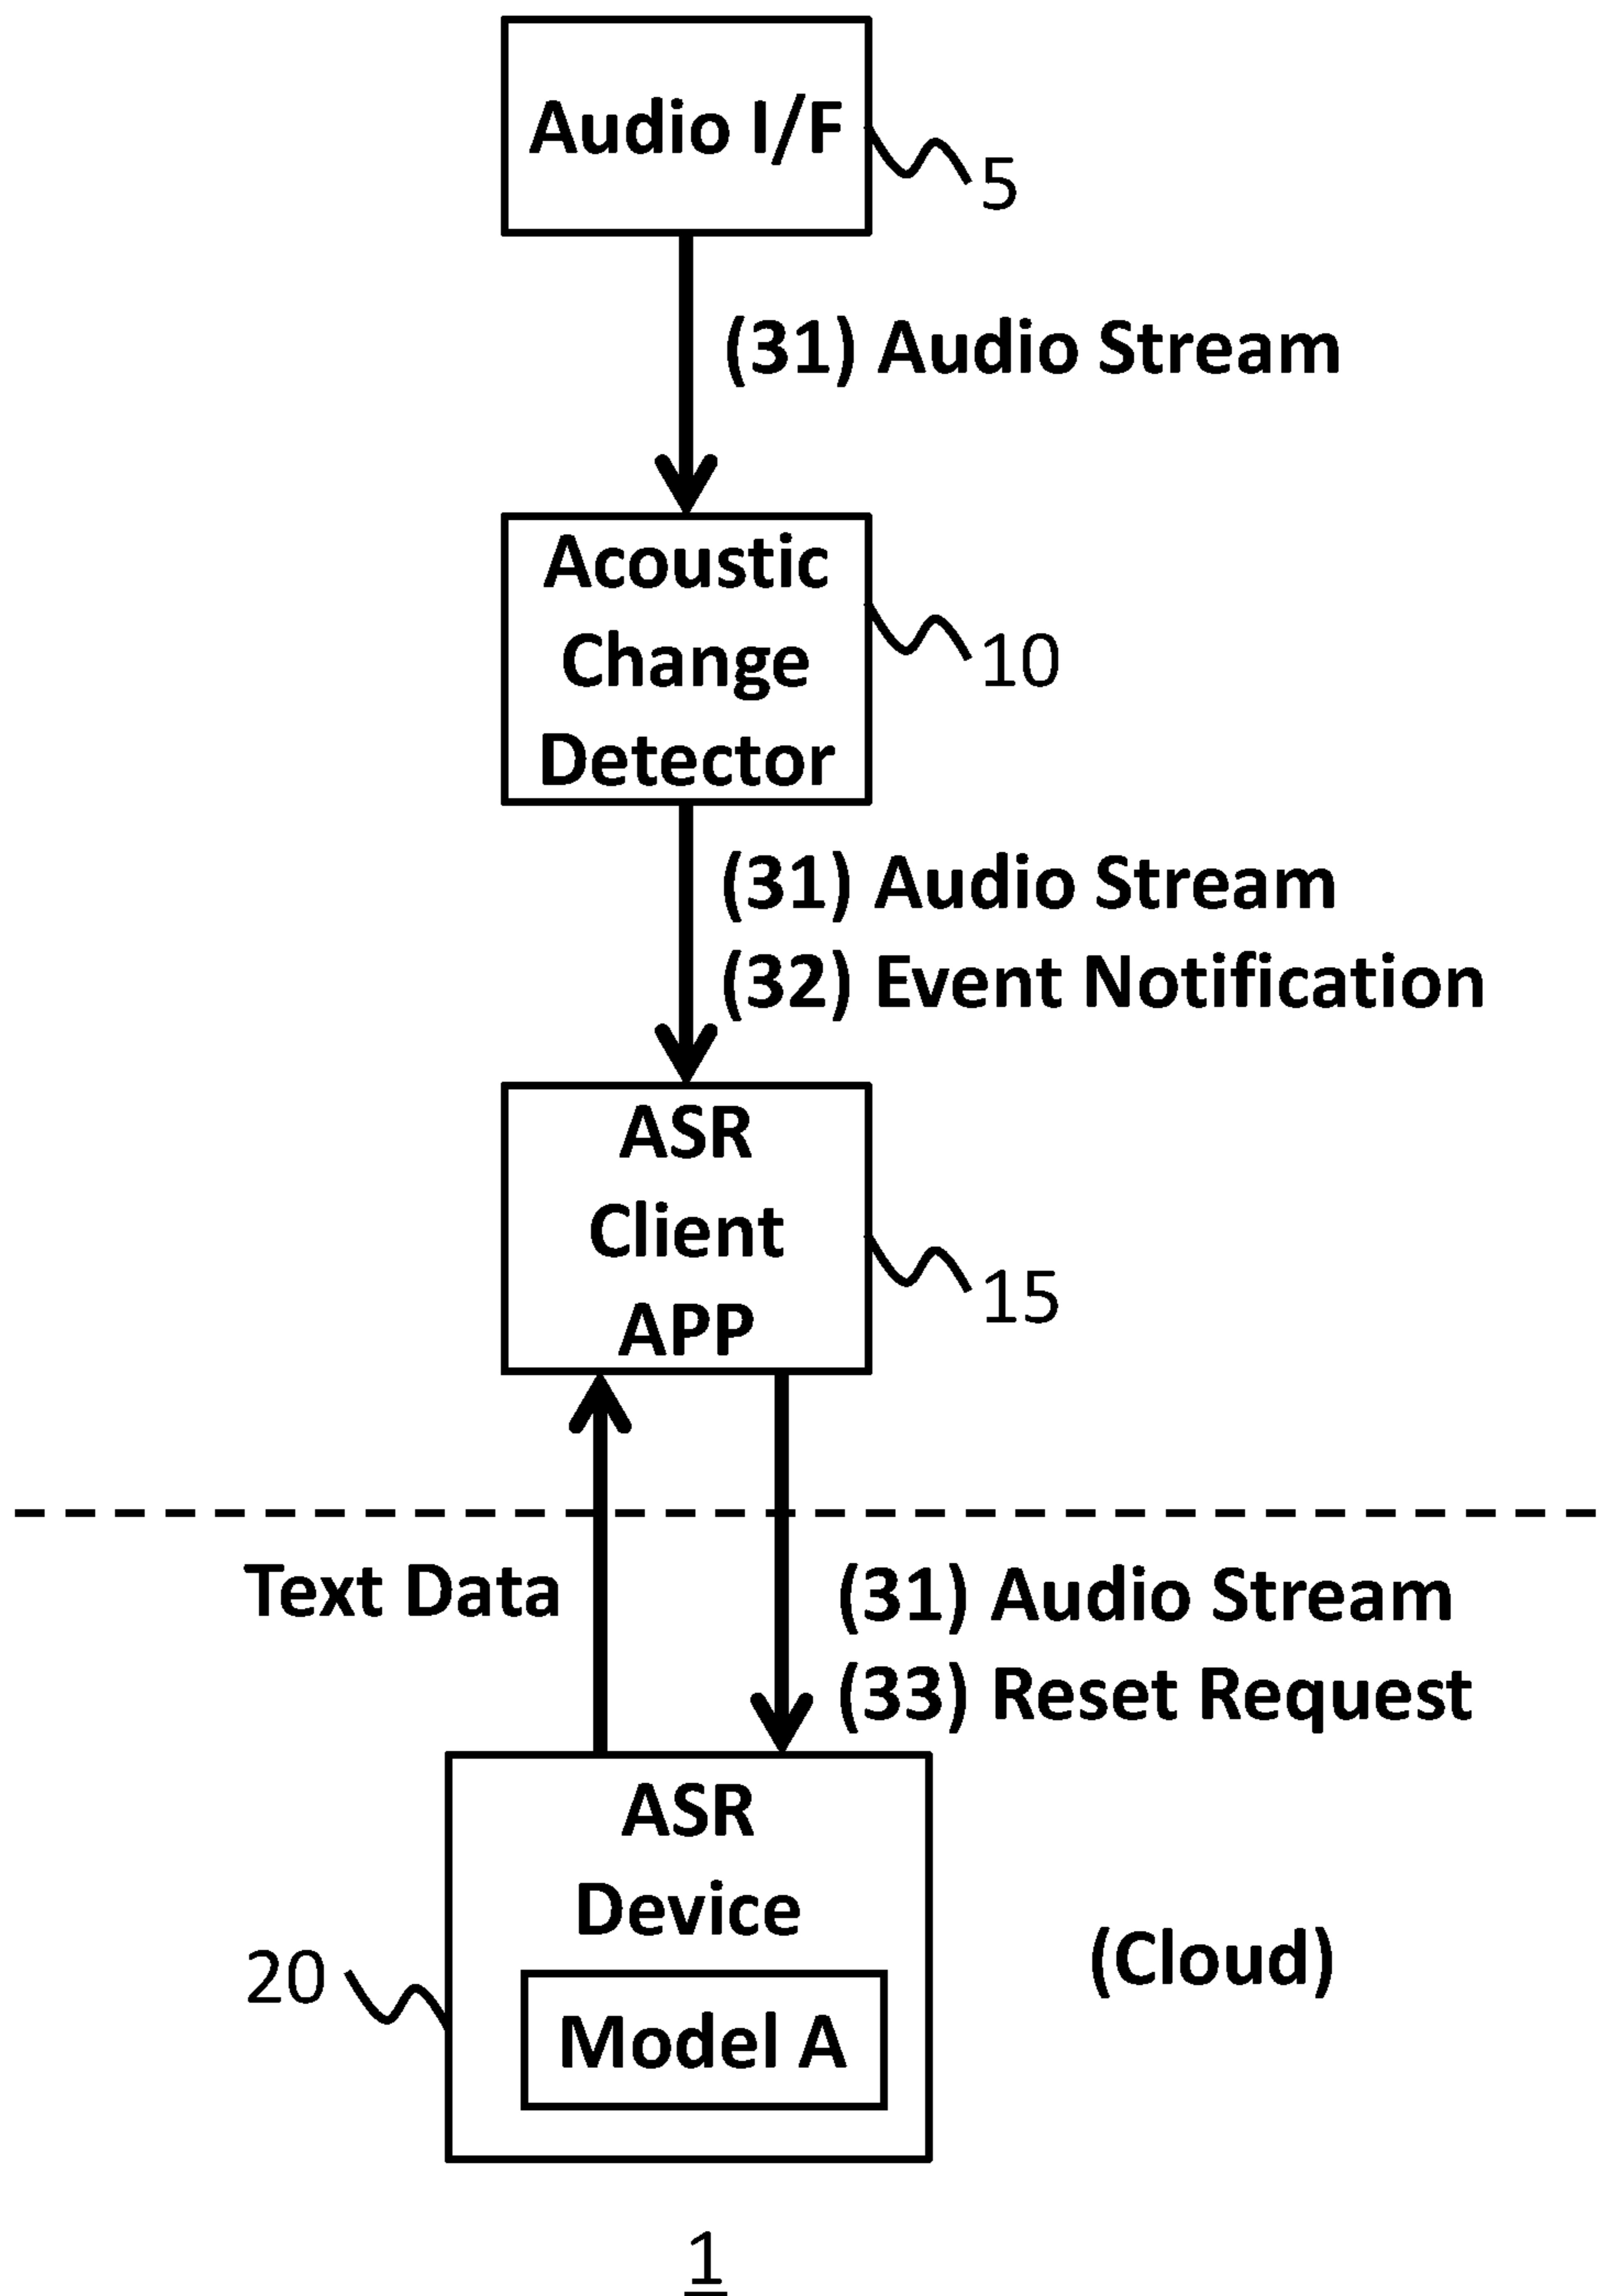 Audio I/F
5
(31) Audio Stream
Acoustic
Change
Detector
10
(31) Audio Stream
(32) Event Notification
ASR
Client
APP
15
Text Data
(31) Audio Stream
(33) Reset Request
ASR
Device
20
(Cloud)
Model A
1